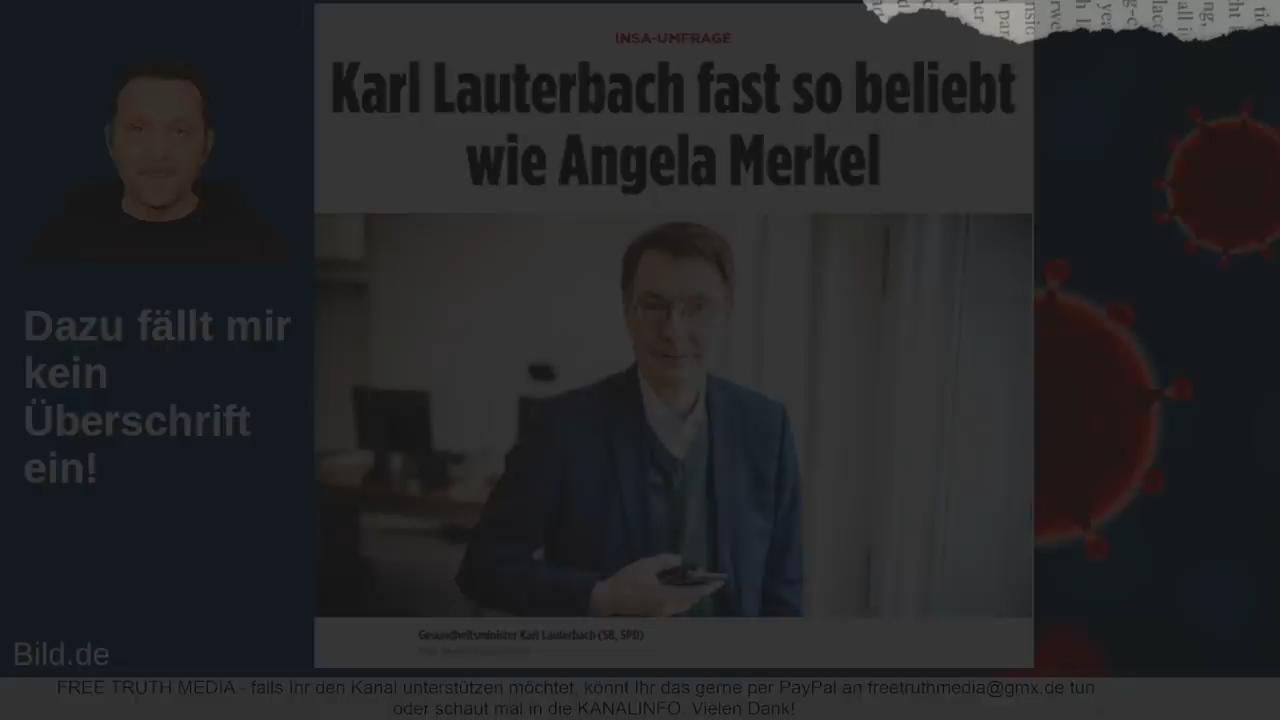 INSA-UMFRAGE
Karl Lauterbach fast so beliebt
wie Angela Merkel
Dazu fällt mir
kein
Überschrift
ein!
Gesundheitsminister Karl Lauterbach (58, SPD)
Bild.de
FREE TRUTH MEDIA - falls Ihr den Kanal unterstützen möchtet, könnt Ihr das gerne per PayPal an freetruthmedia@gmx.de tun
oder schaut mal in die KANALINFO. Vielen Dank!